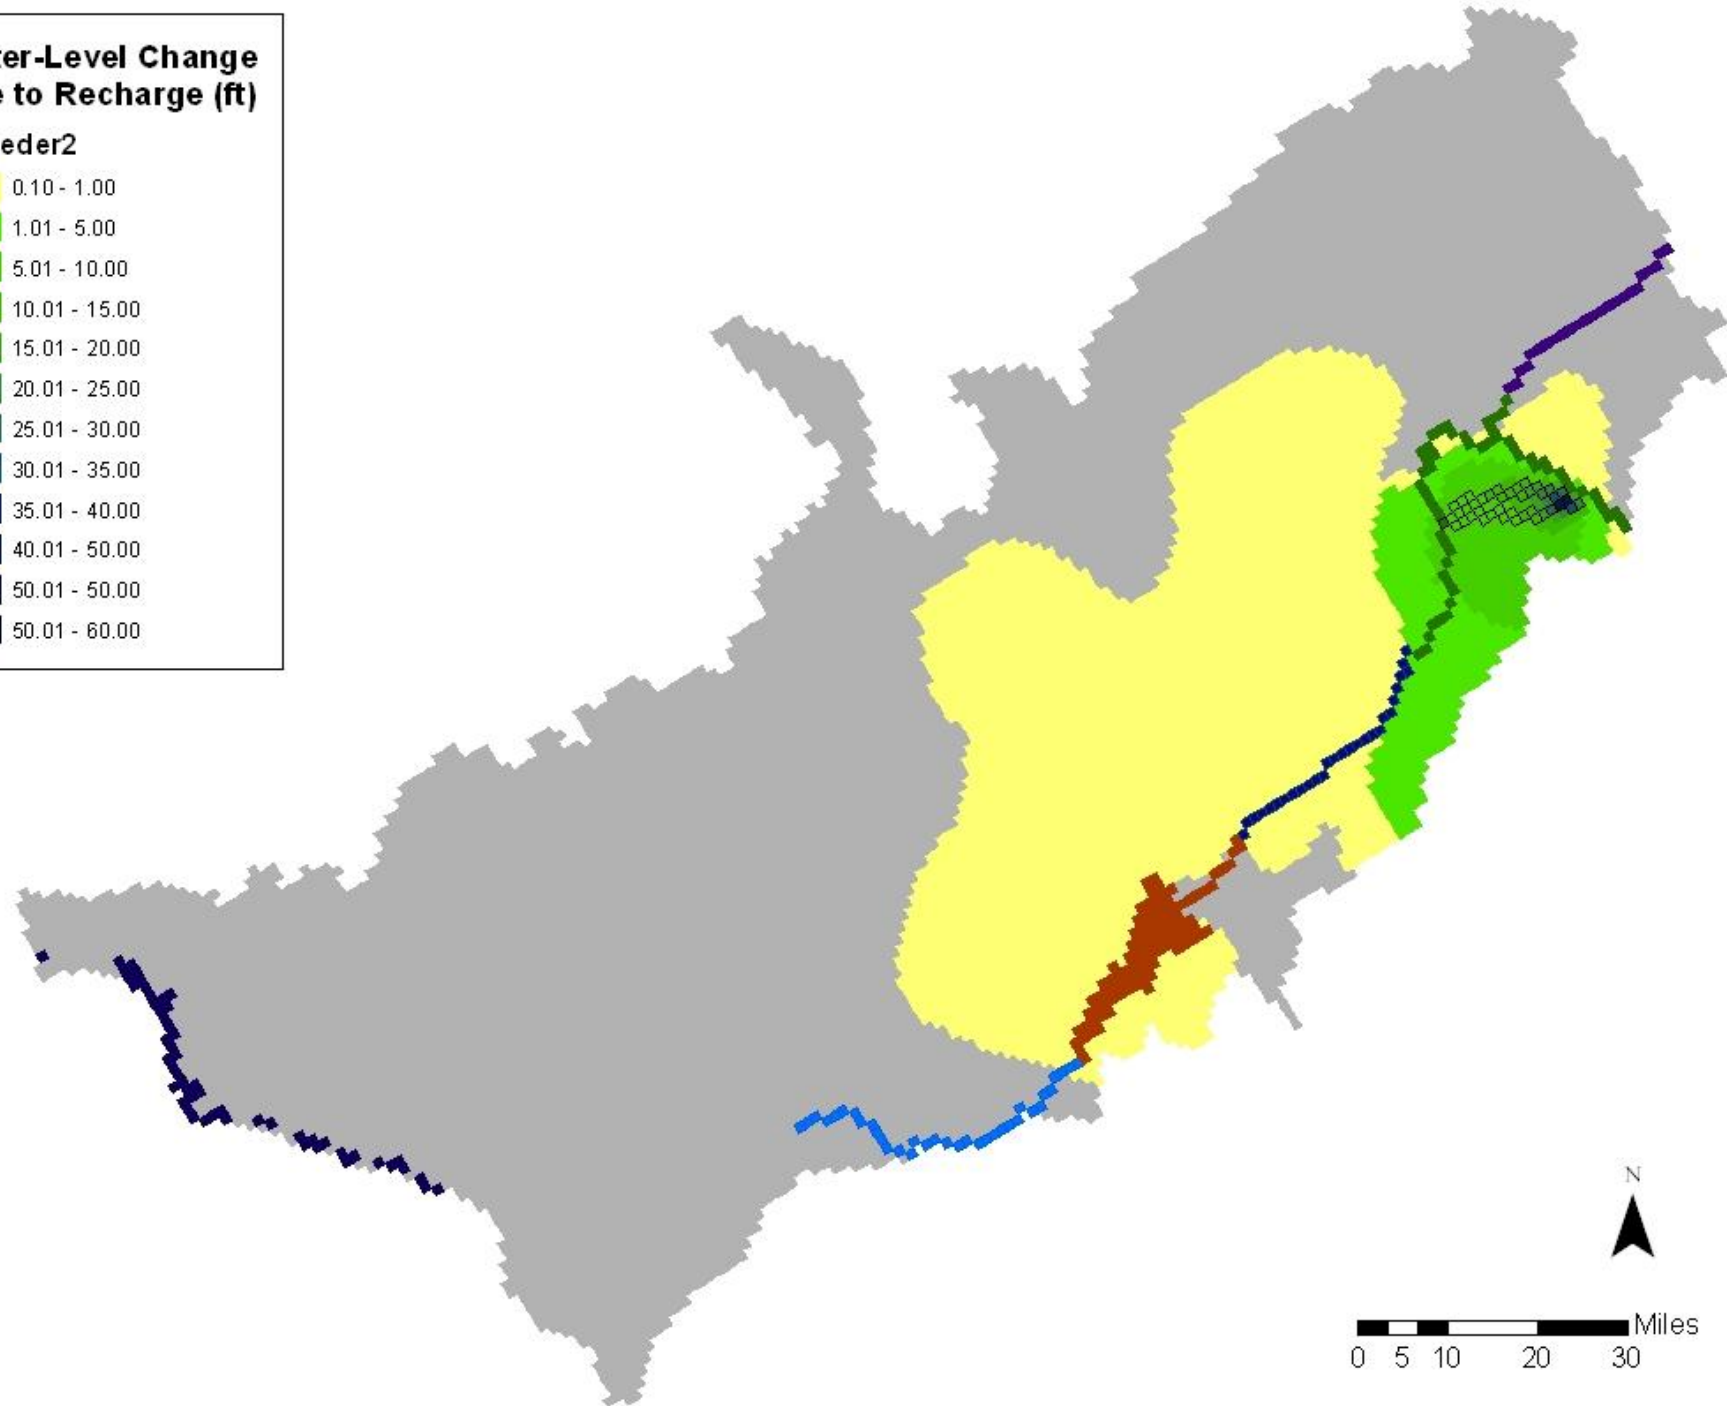 ter-Level Change
e to Recharge (ft)
eder2
0.10 - 1.00
1.01 - 5.00
5.01 - 10.00
10.01 - 15.00
15.01 - 20.00
20.01 - 25.00
25.01 - 30.00
30.01 - 35.00
35.01 - 40.00
40.01 - 50.00
50.01 - 50.00
50.01 - 60.00
N
Miles
0 5 10 20 30